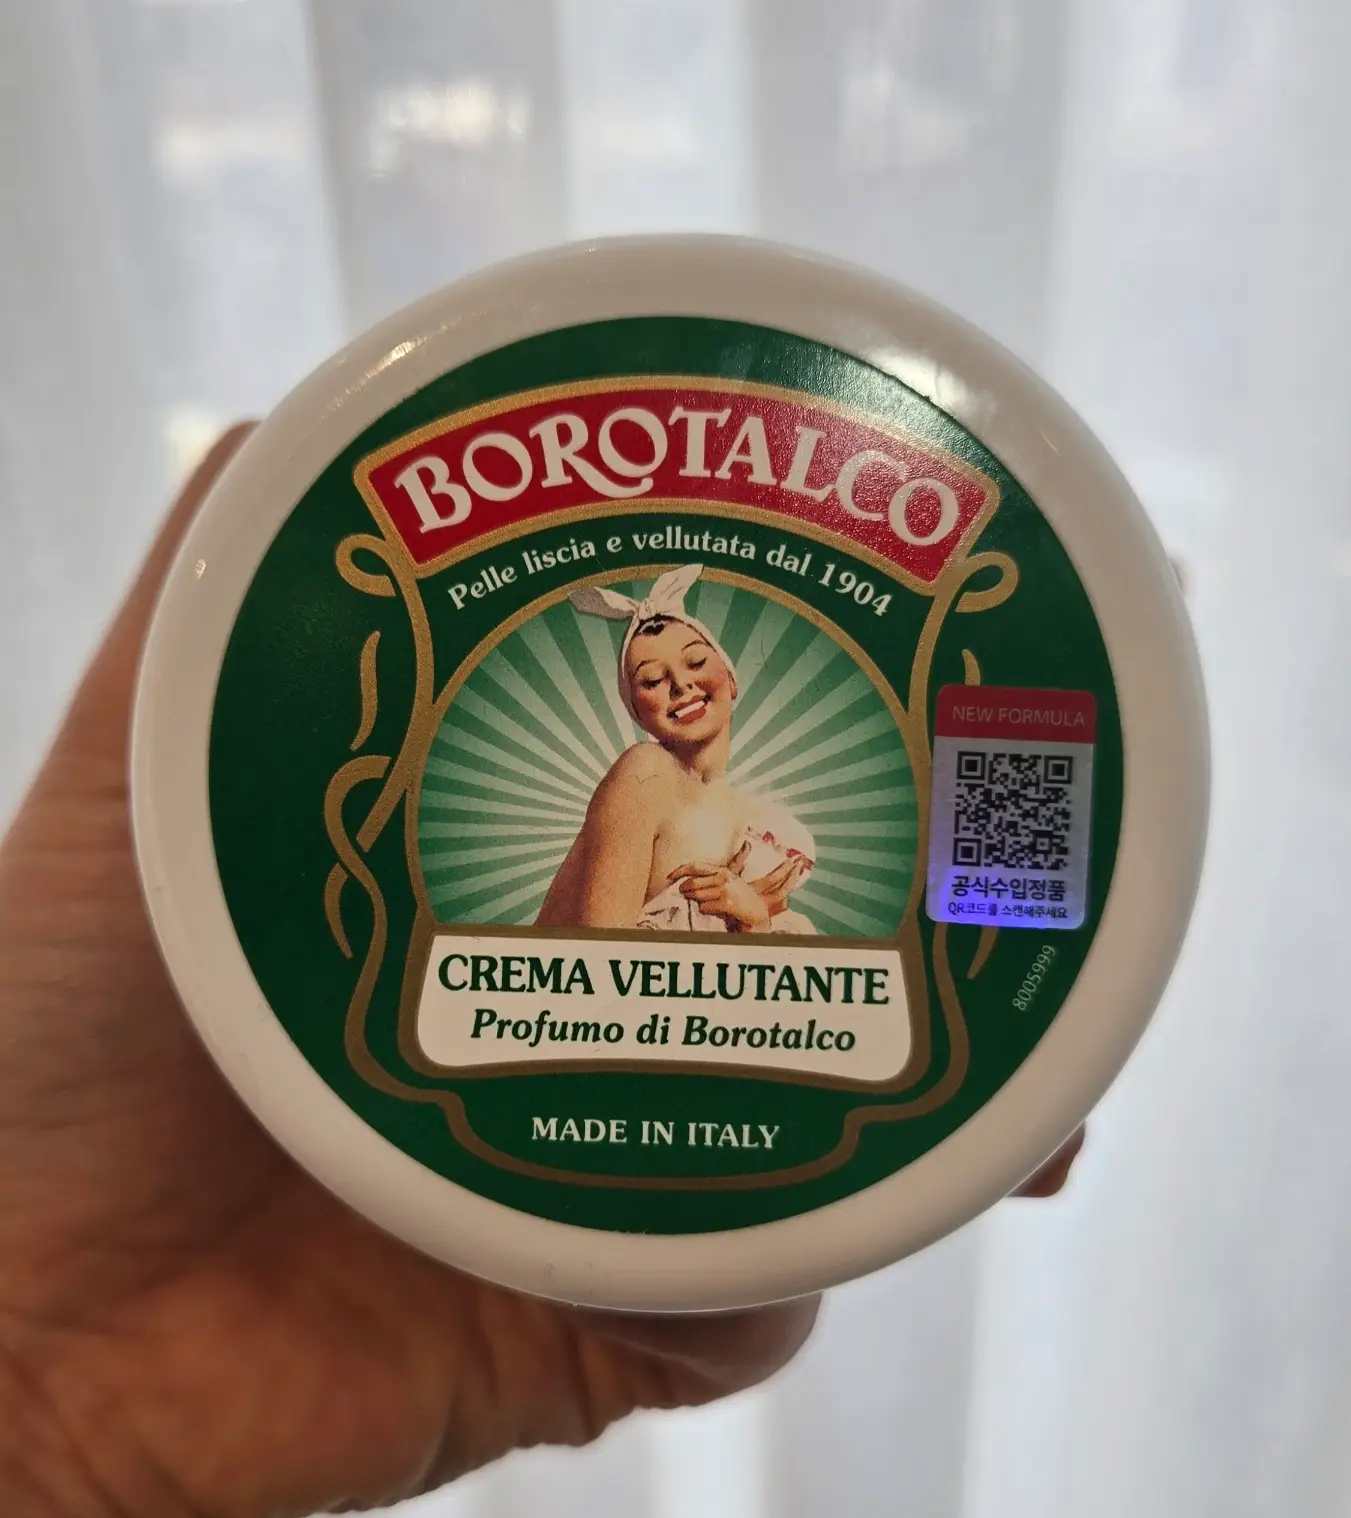 BOROTALCO
Pelle liscia e vellutata dal 1904
NEW FORMULA
공식수입정품
QR코드를 스캔해주세요
8005999
CREMA VELLUTANTE
Profumo di Borotalco
MADE IN ITALY